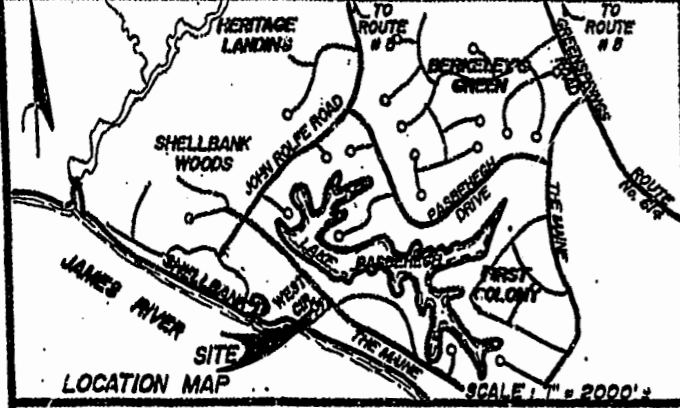 TO
ROUTE
# 5
TO
ROUTE
# 5
HERITAGE
LANDING
BERKELEY'S
GREEN
GREENSPRINGS
ROAD
SHELLBANK
WOODS
JOHN ROLFE ROAD
ROUTE
No. 614
PASBEHEGH
DRIVE
THE MAINE
LAKE
PASBEHEGH
JAMES RIVER
SHELLBANK
WEST
CIR
FIRST
COLONY
SITE
THE MAINE
LOCATION MAP
SCALE: 1" = 2000' ±